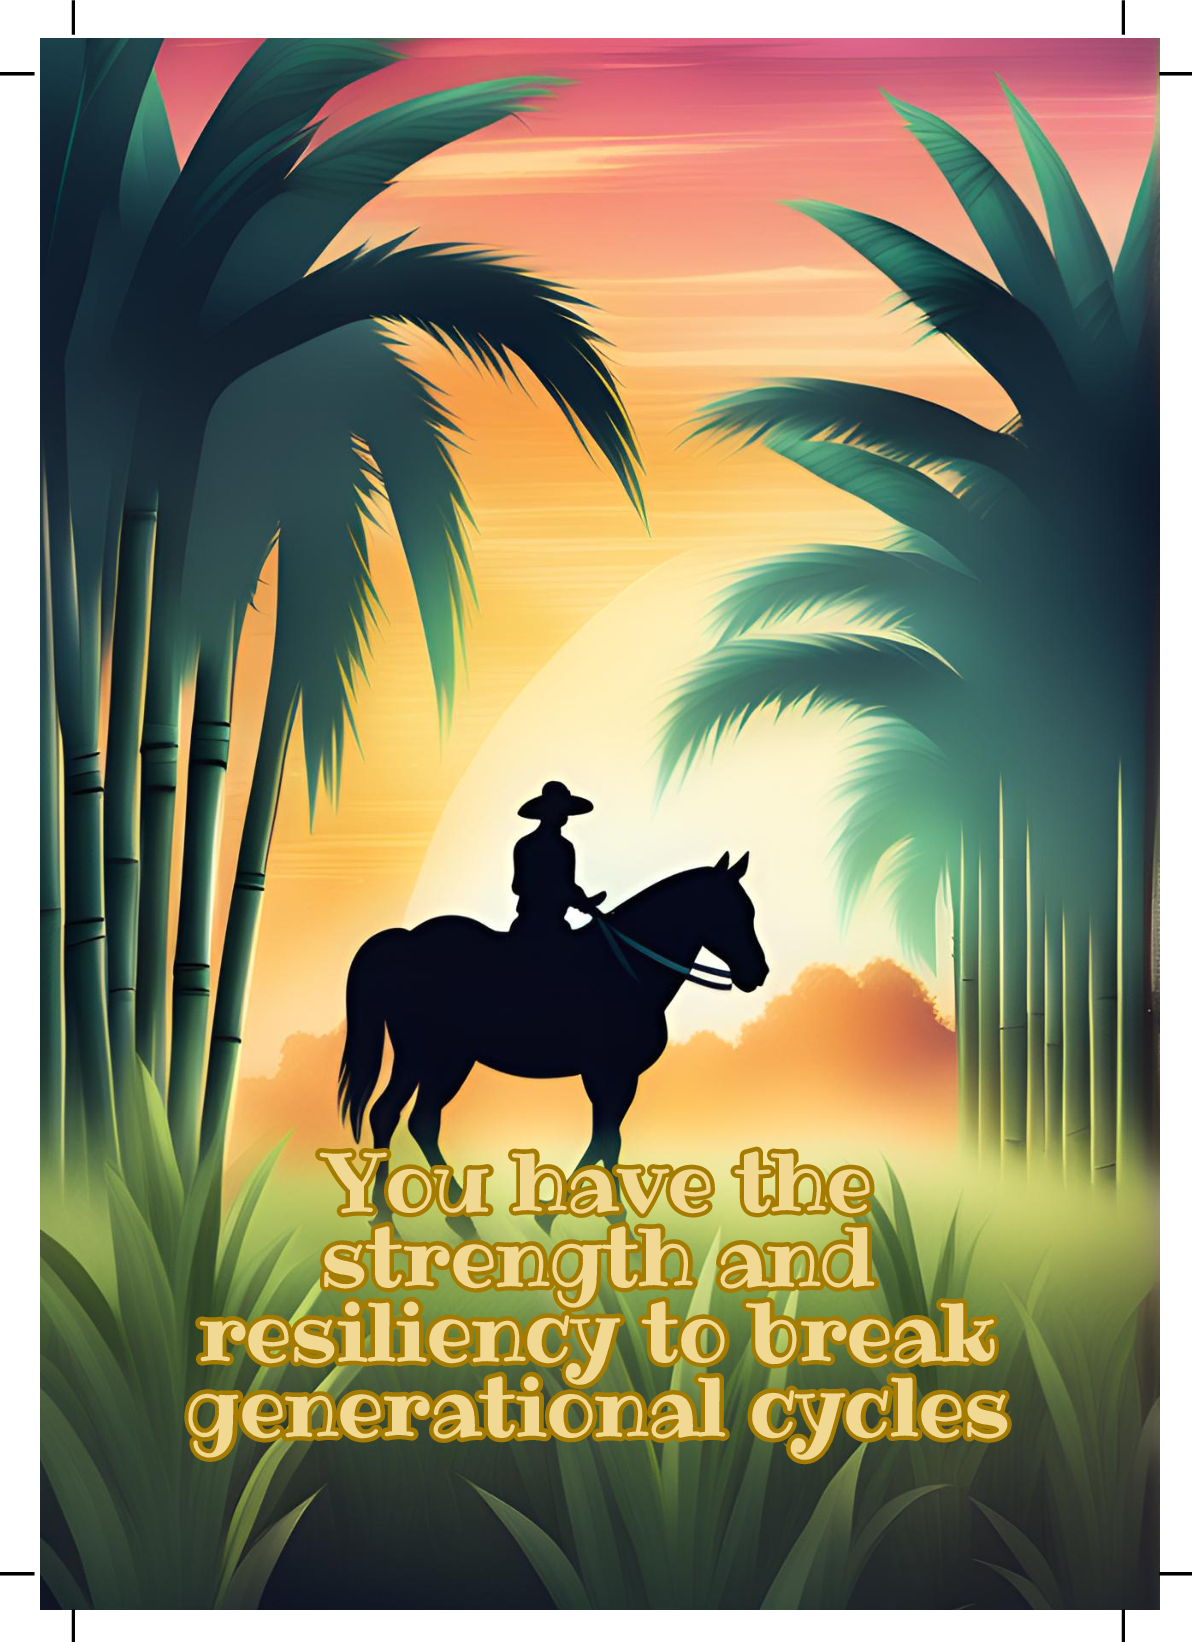 You have the
strength and
resiliency to break
generational cycles